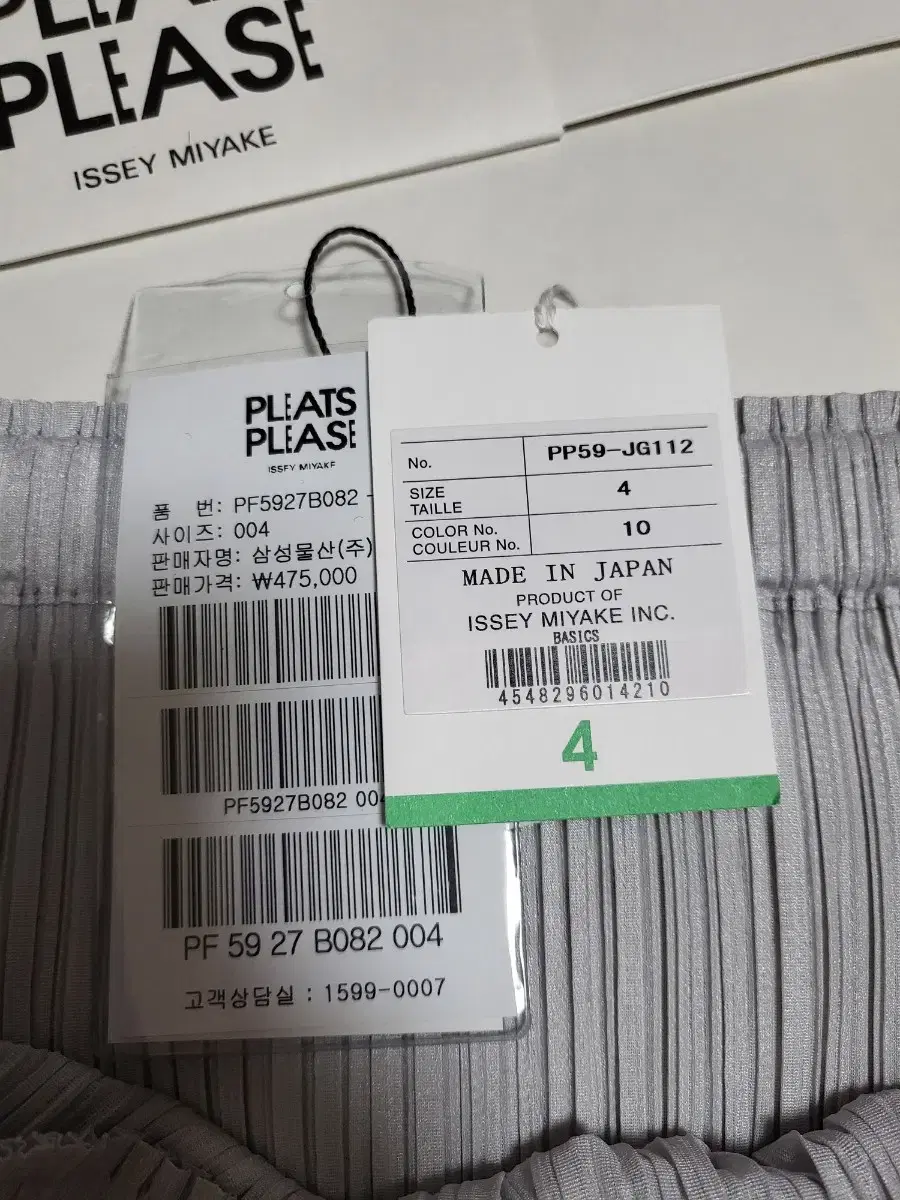 PLEASE
ISSEY MIYAKE
PLEATS
PLEASE
ISSEY MIYAKE
품 번: PF5927B082 -
사이즈: 004
판매자명: 삼성물산(주)
판매가격: ₩475,000
PF5927B082 004
PF 59 27 B082 004
고객상담실 : 1599-0007
No. PP59-JG112
SIZE
TAILLE 4
COLOR No.
COULEUR No. 10
MADE IN JAPAN
PRODUCT OF
ISSEY MIYAKE INC.
BASICS
4548296014210
4